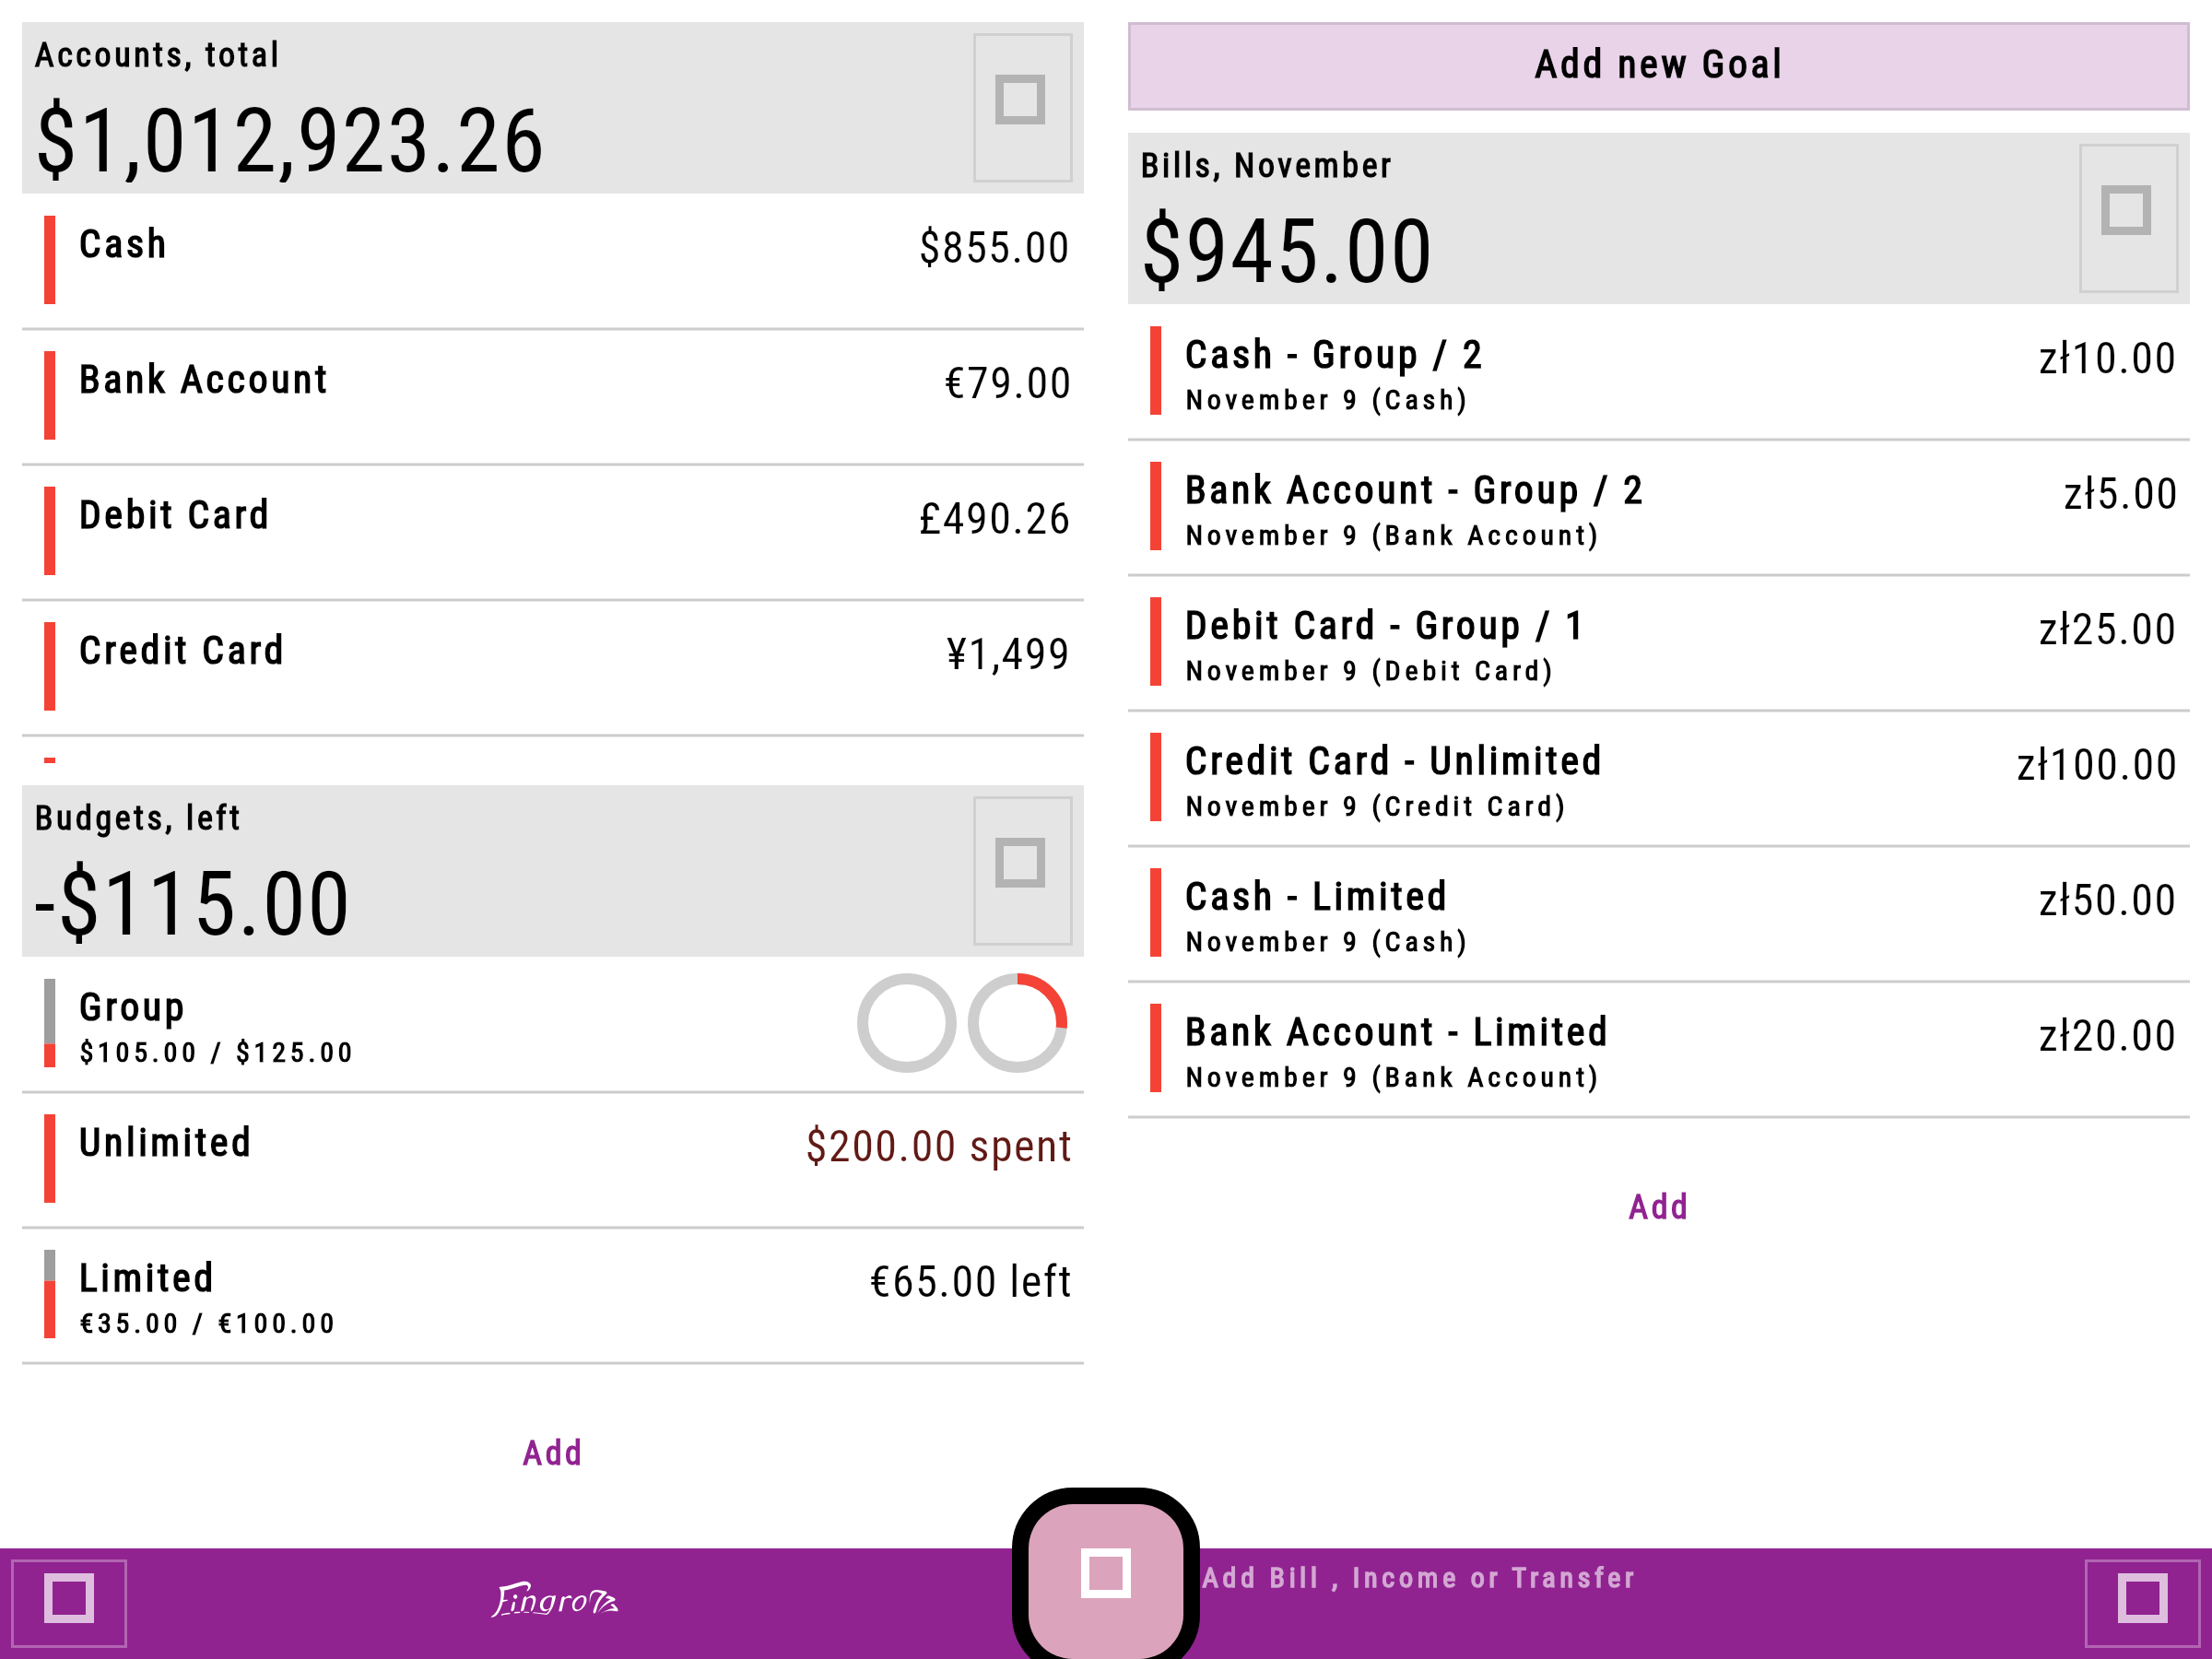 Accounts, total
$1,012,923.26
Cash
$855.00
Bank Account
€79.00
Debit Card
£490.26
Credit Card
¥1,499
Budgets, left
-$115.00
Group
$105.00 / $125.00
Unlimited
$200.00 spent
Limited
€35.00 / €100.00
€65.00 left
Add
Add new Goal
Bills, November
$945.00
Cash - Group / 2
November 9 (Cash)
zł10.00
Bank Account - Group / 2
November 9 (Bank Account)
zł5.00
Debit Card - Group / 1
November 9 (Debit Card)
zł25.00
Credit Card - Unlimited
November 9 (Credit Card)
zł100.00
Cash - Limited
November 9 (Cash)
zł50.00
Bank Account - Limited
November 9 (Bank Account)
zł20.00
Add
Fingro
Add Bill , Income or Transfer